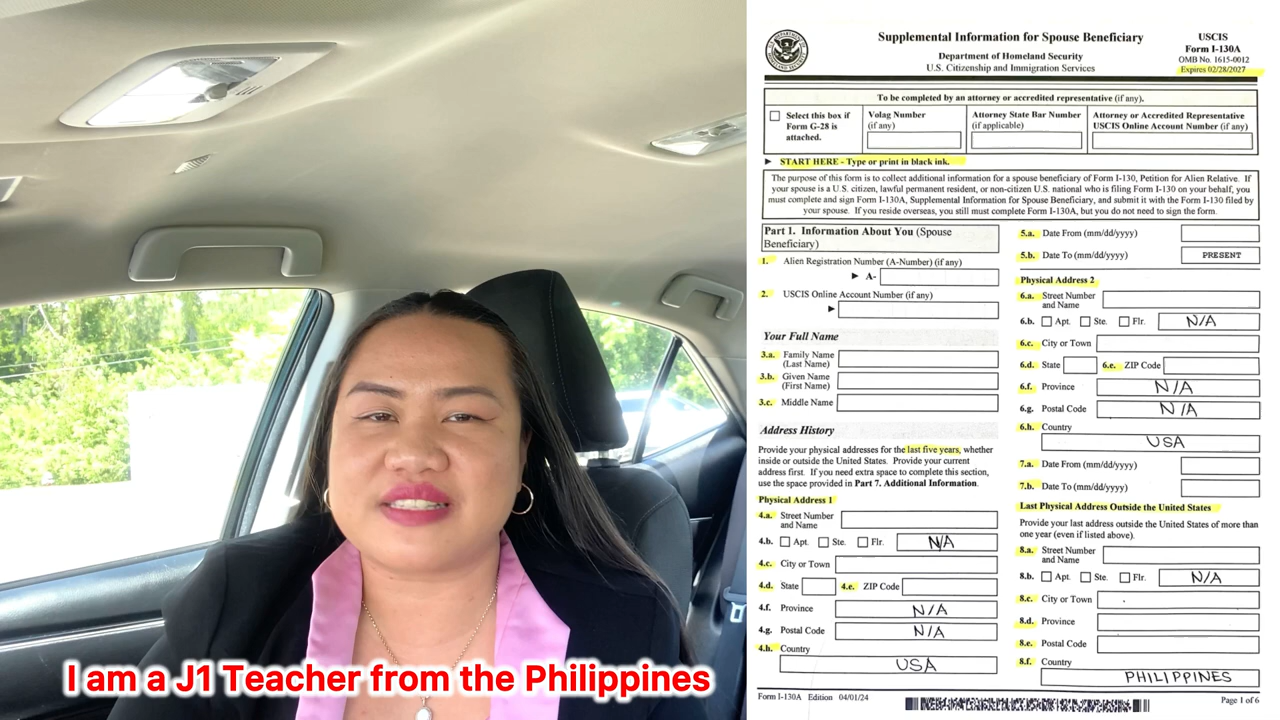 I am a J1 Teacher from the Philippines
Supplemental Information for Spouse Beneficiary
Department of Homeland Security
U.S. Citizenship and Immigration Services
USCIS
Form I-130A
OMB No. 1615-0012
Expires 02/28/2027
To be completed by an attorney or accredited representative (if any).
Select this box if
Form G-28 is
attached.
Volag Number
(if any)
Attorney State Bar Number
(if applicable)
Attorney or Accredited Representative
USCIS Online Account Number (if any)
► START HERE - Type or print in black ink.
The purpose of this form is to collect additional information for a spouse beneficiary of Form I-130, Petition for Alien Relative. If
your spouse is a U.S. citizen, lawful permanent resident, or non-citizen U.S. national who is filing Form I-130 on your behalf, you
must complete and sign Form I-130A, Supplemental Information for Spouse Beneficiary, and submit it with the Form I-130 filed by
your spouse. If you reside overseas, you still must complete Form I-130A, but you do not need to sign the form.
Part 1. Information About You (Spouse
Beneficiary)
1. Alien Registration Number (A-Number) (if any)
► A-
2. USCIS Online Account Number (if any)
►
Your Full Name
3.a. Family Name
(Last Name)
3.b. Given Name
(First Name)
3.c. Middle Name
Address History
Provide your physical addresses for the last five years, whether
inside or outside the United States. Provide your current
address first. If you need extra space to complete this section,
use the space provided in Part 7. Additional Information.
Physical Address 1
4.a. Street Number
and Name
4.b Apt. Ste. Flr. N/A
4.c. City or Town
4.d. State 4.e. ZIP Code
4.f. Province N/A
4.g. Postal Code N/A
4.h. Country
USA
5.a. Date From (mm/dd/yyyy)
5.b. Date To (mm/dd/yyyy) PRESENT
Physical Address 2
6.a. Street Number
and Name
6.b. Apt. Ste. Flr. N/A
6.c. City or Town
6.d. State 6.e. ZIP Code
6.f. Province N/A
6.g. Postal Code N/A
6.h. Country
USA
7.a. Date From (mm/dd/yyyy)
7.b. Date To (mm/dd/yyyy)
Last Physical Address Outside the United States
Provide your last address outside the United States of more than
one year (even if listed above).
8.a. Street Number
and Name
8.b. Apt. Ste. Flr. N/A
8.c. City or Town
8.d. Province
8.e. Postal Code
8.f. Country
PHILIPPINES
Form I-130A Edition 04/01/24
Page 1 of 6